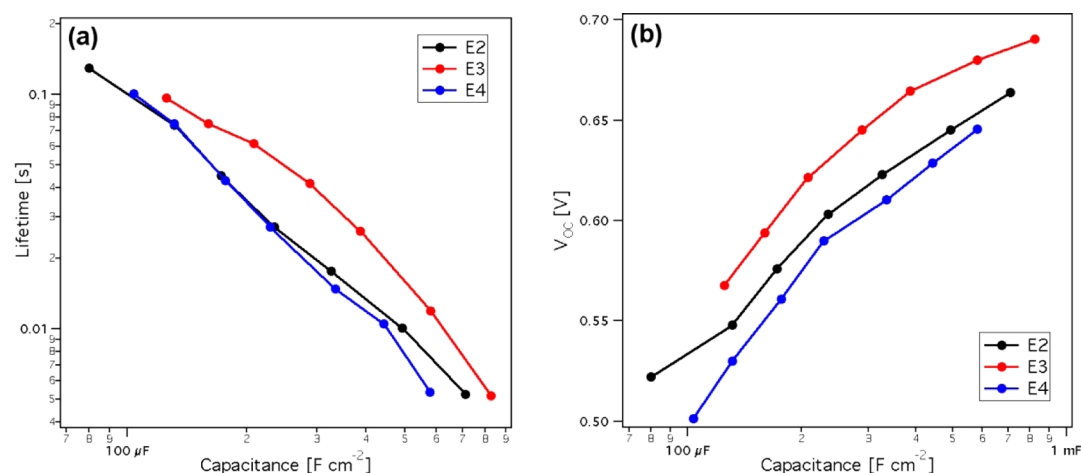 (a)
E2
E3
E4
Lifetime [s]
2
0.1
9
8
7
6
5
4
3
2
0.01
9
8
7
6
5
4
7 8 9 100 µF 2 3 4 5 6 7 8 9
Capacitance [F cm-2]
(b)
E2
E3
E4
VOC [V]
0.70
0.65
0.60
0.55
0.50
7 8 9 100 µF 2 3 4 5 6 7 8 9 1 mF
Capacitance [F cm-2]